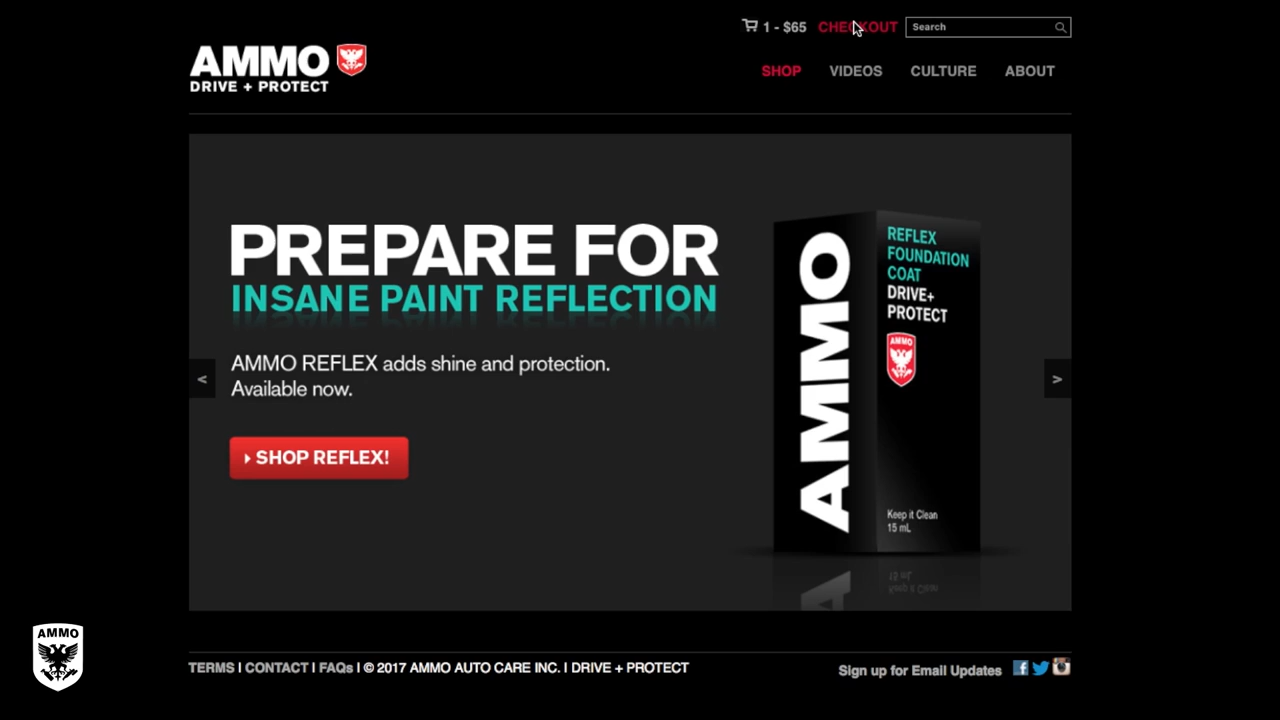 1 - $65 CHECKOUT Search
AMMO
DRIVE + PROTECT
SHOP VIDEOS CULTURE ABOUT
PREPARE FOR
INSANE PAINT REFLECTION
AMMO REFLEX adds shine and protection.
Available now.
SHOP REFLEX!
< >
AMMO
REFLEX
FOUNDATION
COAT
DRIVE+
PROTECT
AMMO
Keep it Clean
15 mL
AMMO
TERMS | CONTACT | FAQs | © 2017 AMMO AUTO CARE INC. | DRIVE + PROTECT
Sign up for Email Updates